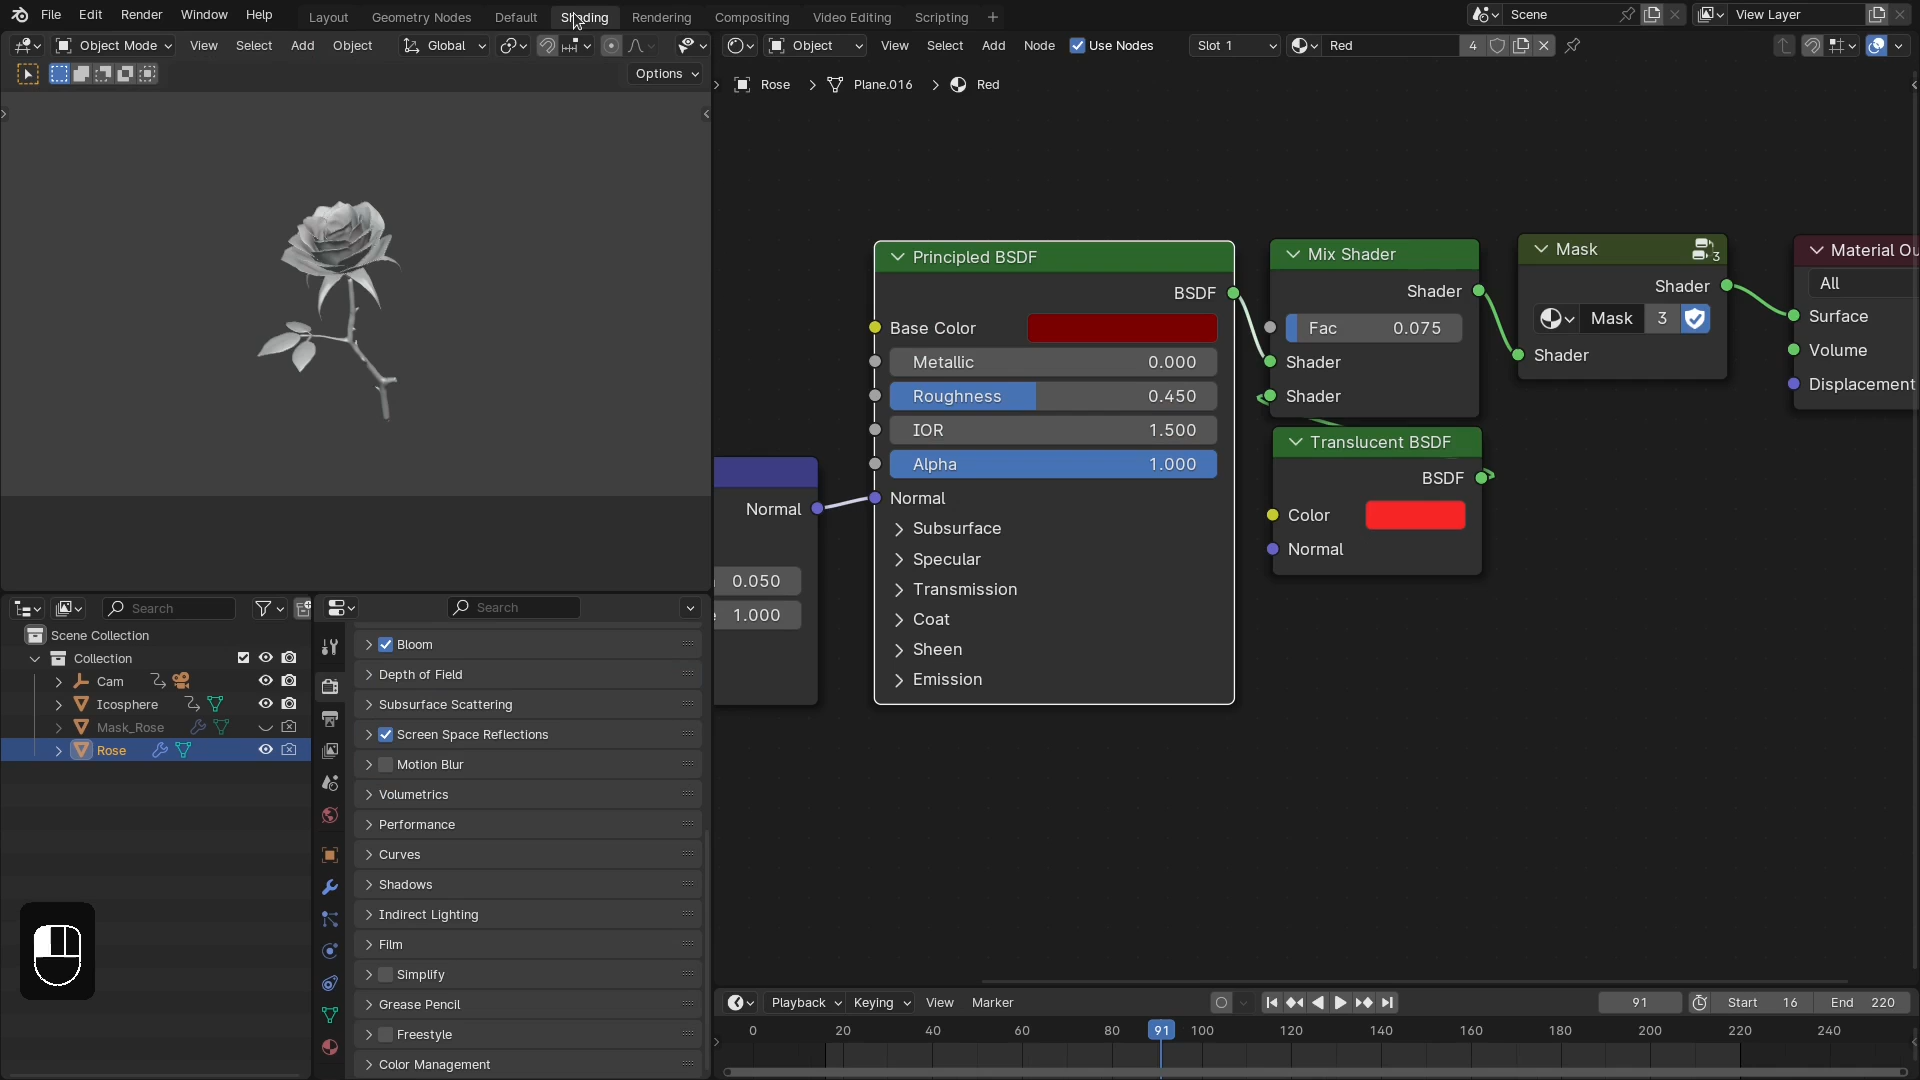 File Edit Render Window Help Layout Geometry Nodes Default Shading Rendering Compositing Video Editing Scripting Scene View Layer
Object Mode View Select Add Object Global
Options
Object View Select Add Node Use Nodes Slot 1 Red 4
Rose Plane.016 Red
Normal
0.050
1.000
Principled BSDF
BSDF
Base Color
Metallic 0.000
Roughness 0.450
IOR 1.500
Alpha 1.000
Normal
Subsurface
Specular
Transmission
Coat
Sheen
Emission
Mix Shader
Shader
Fac 0.075
Shader
Shader
Translucent BSDF
BSDF
Color
Normal
Mask 3
Shader
Mask 3
Shader
Material Ou
All
Surface
Volume
Displacement
Search
Scene Collection
Collection
Cam
Icosphere
Mask_Rose
Rose
Search
Bloom
Depth of Field
Subsurface Scattering
Screen Space Reflections
Motion Blur
Volumetrics
Performance
Curves
Shadows
Indirect Lighting
Film
Simplify
Grease Pencil
Freestyle
Color Management
Playback Keying View Marker 91 Start 16 End 220
0 20 40 60 80 91 100 120 140 160 180 200 220 240